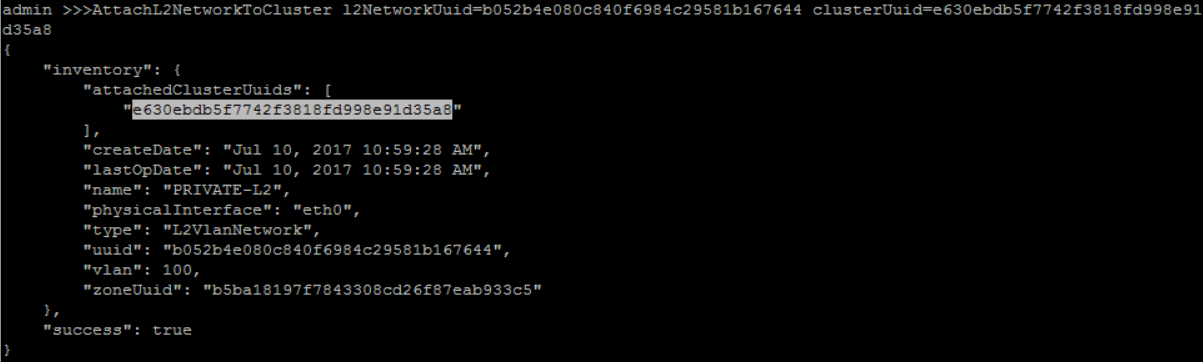 admin >>>AttachL2NetworkToCluster l2NetworkUuid=b052b4e080c840f6984c29581b167644 clusterUuid=e630ebdb5f7742f3818fd998e91
d35a8
{
    "inventory": {
        "attachedClusterUuids": [
            "e630ebdb5f7742f3818fd998e91d35a8"
        ],
        "createDate": "Jul 10, 2017 10:59:28 AM",
        "lastOpDate": "Jul 10, 2017 10:59:28 AM",
        "name": "PRIVATE-L2",
        "physicalInterface": "eth0",
        "type": "L2VlanNetwork",
        "uuid": "b052b4e080c840f6984c29581b167644",
        "vlan": 100,
        "zoneUuid": "b5ba18197f7843308cd26f87eab933c5"
    },
    "success": true
}